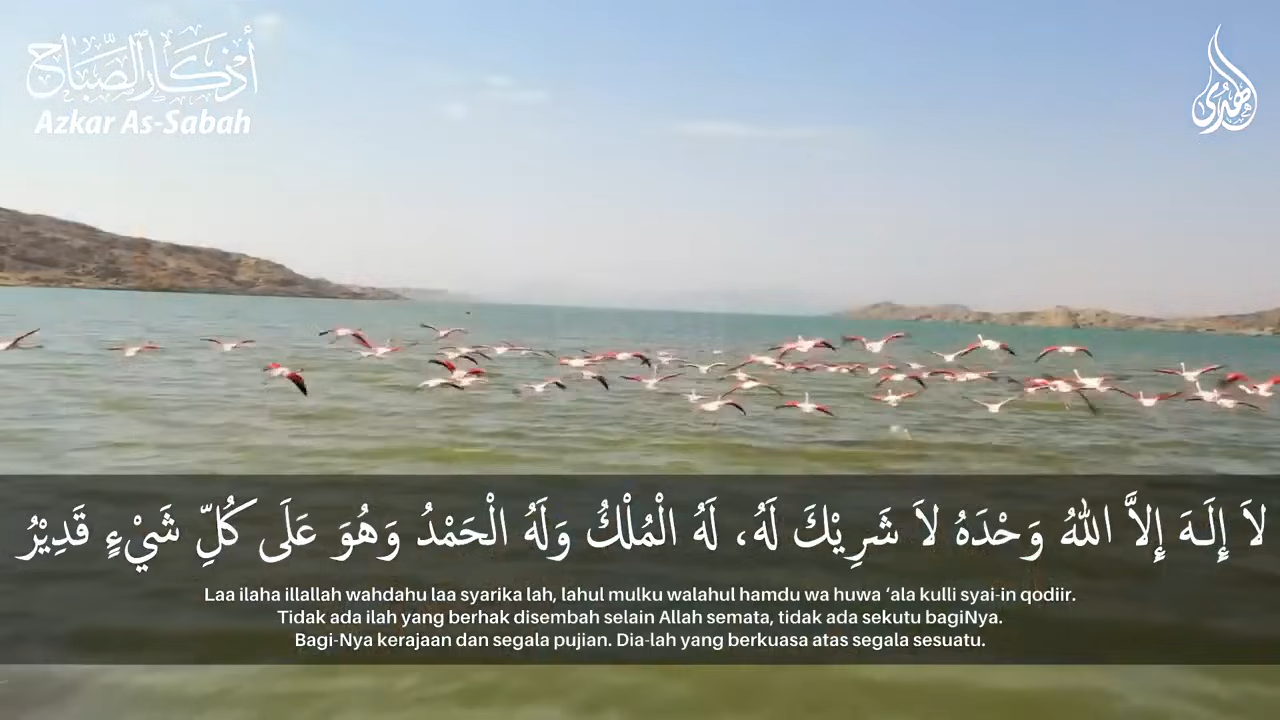 أذكار الصباح
Azkar As-Sabah
الهدى
لاَ إِلَـهَ إِلاَّ اللهُ وَحْدَهُ لاَ شَرِيْكَ لَهُ، لَهُ الْمُلْكُ وَلَهُ الْحَمْدُ وَهُوَ عَلَى كُلِّ شَيْءٍ قَدِيْرُ
Laa ilaha illallah wahdahu laa syarika lah, lahul mulku walahul hamdu wa huwa ‘ala kulli syai-in qodiir.
Tidak ada ilah yang berhak disembah selain Allah semata, tidak ada sekutu bagiNya.
Bagi-Nya kerajaan dan segala pujian. Dia-lah yang berkuasa atas segala sesuatu.